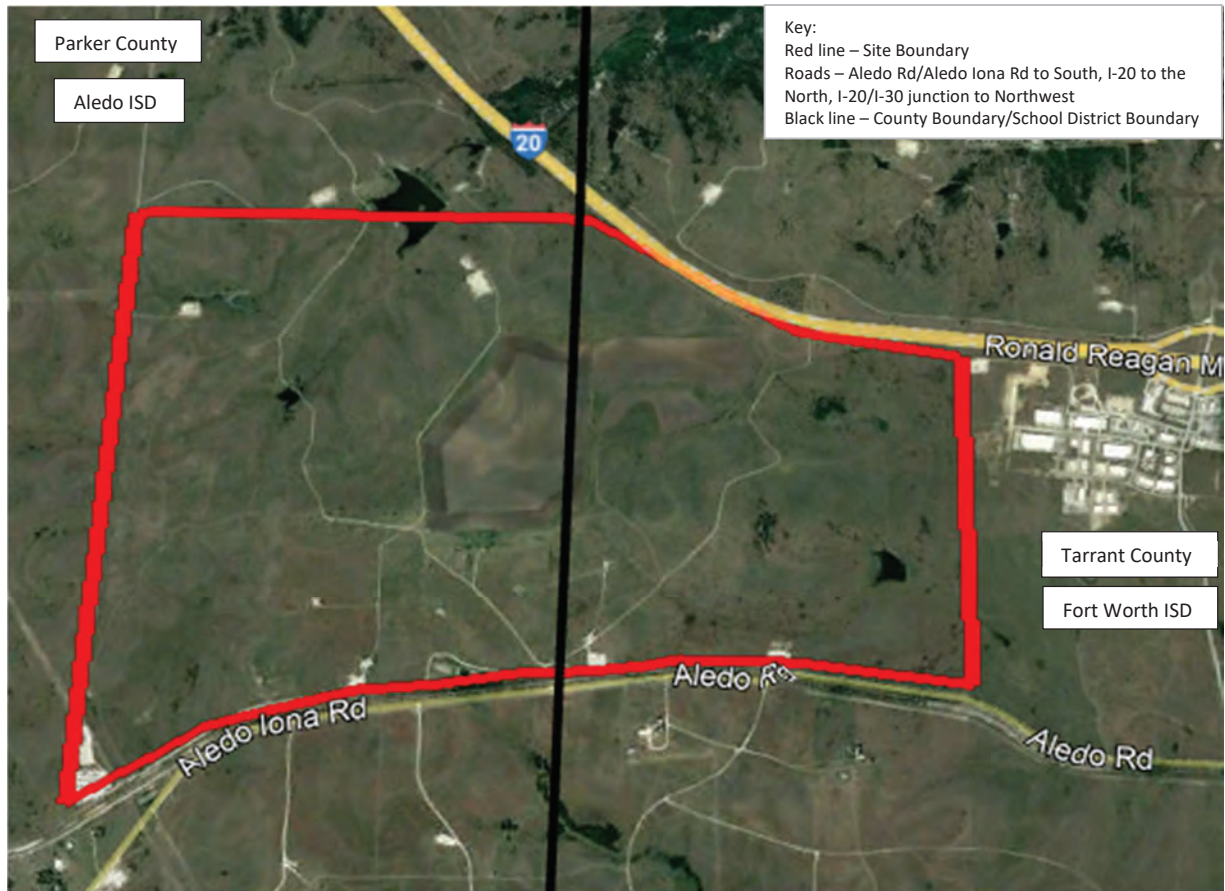 Parker County
Aledo ISD
Key:
Red line – Site Boundary
Roads – Aledo Rd/Aledo Iona Rd to South, I-20 to the
North, I-20/I-30 junction to Northwest
Black line – County Boundary/School District Boundary
20
Ronald Reagan M
Tarrant County
Fort Worth ISD
Aledo Rd
Aledo Iona Rd
Aledo Rd